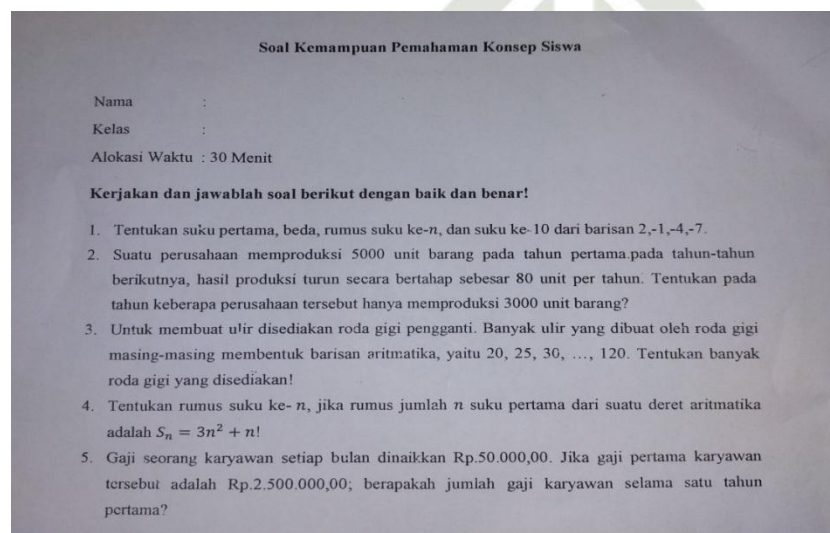 Soal Kemampuan Pemahaman Konsep Siswa
Nama :
Kelas :
Alokasi Waktu : 30 Menit
Kerjakan dan jawablah soal berikut dengan baik dan benar!
1. Tentukan suku pertama, beda, rumus suku ke-n, dan suku ke-10 dari barisan 2,-1,-4,-7.
2. Suatu perusahaan memproduksi 5000 unit barang pada tahun pertama.pada tahun-tahun
berikutnya, hasil produksi turun secara bertahap sebesar 80 unit per tahun. Tentukan pada
tahun keberapa perusahaan tersebut hanya memproduksi 3000 unit barang?
3. Untuk membuat ulir disediakan roda gigi pengganti. Banyak ulir yang dibuat oleh roda gigi
masing-masing membentuk barisan aritmatika, yaitu 20, 25, 30, ..., 120. Tentukan banyak
roda gigi yang disediakan!
4. Tentukan rumus suku ke- n, jika rumus jumlah n suku pertama dari suatu deret aritmatika
adalah Sₙ = 3n² + n!
5. Gaji seorang karyawan setiap bulan dinaikkan Rp.50.000,00. Jika gaji pertama karyawan
tersebut adalah Rp.2.500.000,00; berapakah jumlah gaji karyawan selama satu tahun
pertama?